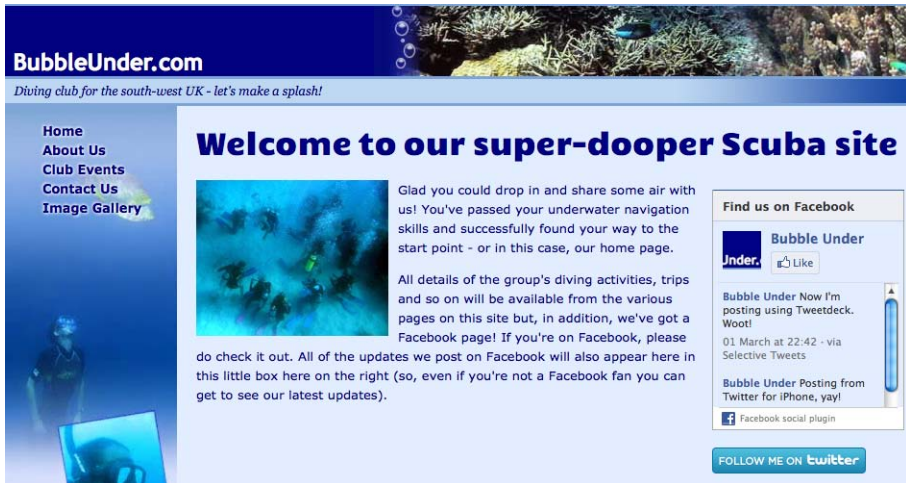 BubbleUnder.com
Diving club for the south-west UK - let's make a splash!
Home
About Us
Club Events
Contact Us
Image Gallery
Welcome to our super-dooper Scuba site
Glad you could drop in and share some air with
us! You've passed your underwater navigation
skills and successfully found your way to the
start point - or in this case, our home page.
All details of the group's diving activities, trips
and so on will be available from the various
pages on this site but, in addition, we've got a
Facebook page! If you're on Facebook, please
do check it out. All of the updates we post on Facebook will also appear here in
this little box here on the right (so, even if you're not a Facebook fan you can
get to see our latest updates).
Find us on Facebook
Under.
Bubble Under
Like
Bubble Under Now I'm
posting using Tweetdeck.
Woot!
01 March at 22:42 · via
Selective Tweets
Bubble Under Posting from
Twitter for iPhone, yay!
Facebook social plugin
FOLLOW ME ON twitter